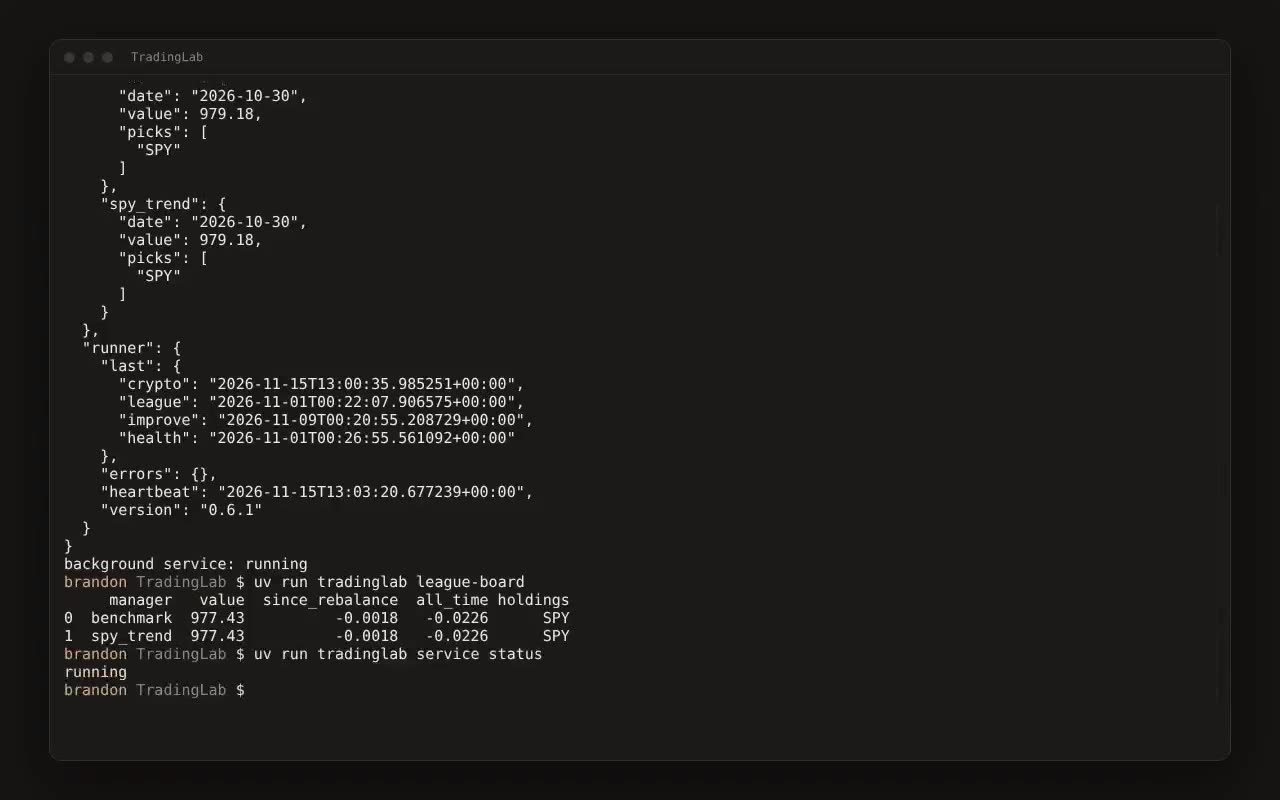 TradingLab
"date": "2026-10-30",
"value": 979.18,
"picks": [
"SPY"
]
},
"spy_trend": {
"date": "2026-10-30",
"value": 979.18,
"picks": [
"SPY"
]
}
},
"runner": {
"last": {
"crypto": "2026-11-15T13:00:35.985251+00:00",
"league": "2026-11-01T00:22:07.906575+00:00",
"improve": "2026-11-09T00:20:55.208729+00:00",
"health": "2026-11-01T00:26:55.561092+00:00"
},
"errors": {},
"heartbeat": "2026-11-15T13:03:20.677239+00:00",
"version": "0.6.1"
}
}
background service: running
brandon TradingLab $ uv run tradinglab league-board
manager value since_rebalance all_time holdings
0 benchmark 977.43 -0.0018 -0.0226 SPY
1 spy_trend 977.43 -0.0018 -0.0226 SPY
brandon TradingLab $ uv run tradinglab service status
running
brandon TradingLab $